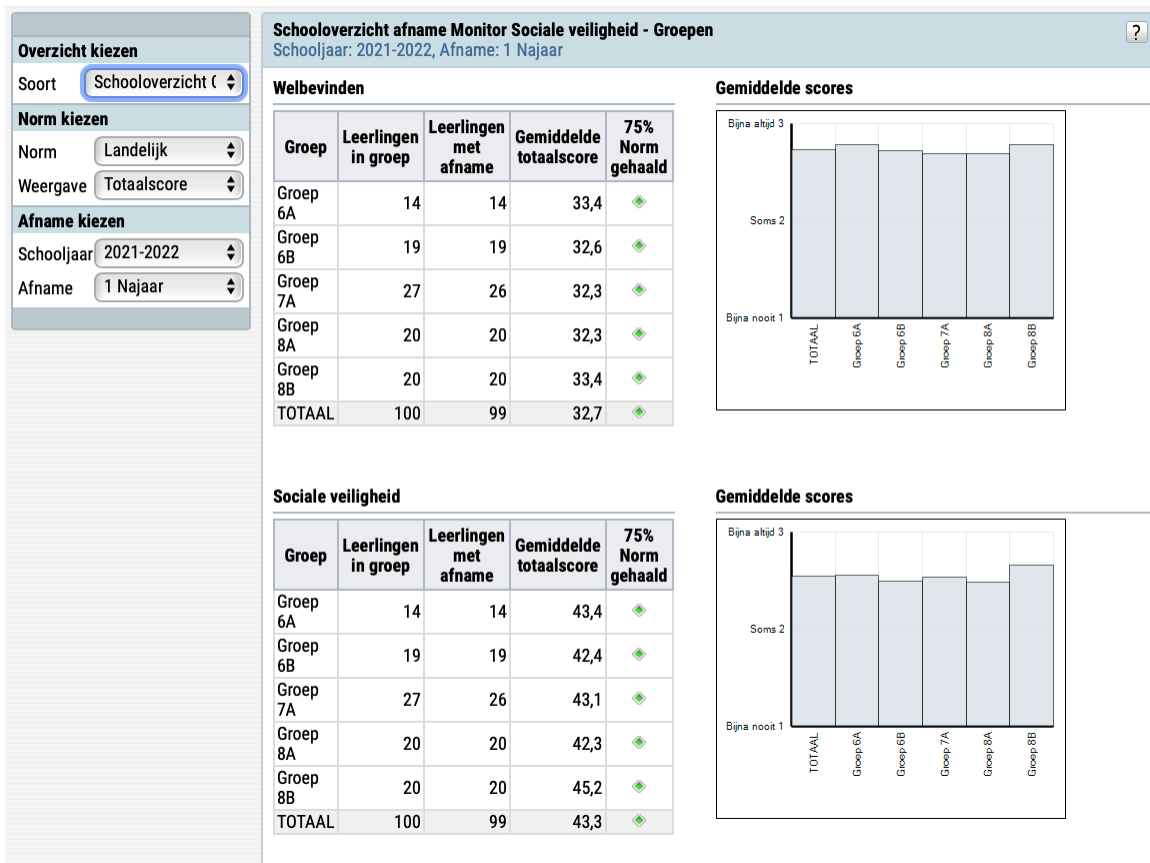 Overzicht kiezen
Soort Schooloverzicht (
Norm kiezen
Norm Landelijk
Weergave Totaalscore
Afname kiezen
Schooljaar 2021-2022
Afname 1 Najaar
Schooloverzicht afname Monitor Sociale veiligheid - Groepen
Schooljaar: 2021-2022, Afname: 1 Najaar
?
Welbevinden
Groep Leerlingen in groep Leerlingen met afname Gemiddelde totaalscore 75% Norm gehaald
Groep 6A 14 14 33,4
Groep 6B 19 19 32,6
Groep 7A 27 26 32,3
Groep 8A 20 20 32,3
Groep 8B 20 20 33,4
TOTAAL 100 99 32,7
Gemiddelde scores
Bijna altijd 3
Soms 2
Bijna nooit 1
TOTAAL Groep 6A Groep 6B Groep 7A Groep 8A Groep 8B
Sociale veiligheid
Groep Leerlingen in groep Leerlingen met afname Gemiddelde totaalscore 75% Norm gehaald
Groep 6A 14 14 43,4
Groep 6B 19 19 42,4
Groep 7A 27 26 43,1
Groep 8A 20 20 42,3
Groep 8B 20 20 45,2
TOTAAL 100 99 43,3
Gemiddelde scores
Bijna altijd 3
Soms 2
Bijna nooit 1
TOTAAL Groep 6A Groep 6B Groep 7A Groep 8A Groep 8B